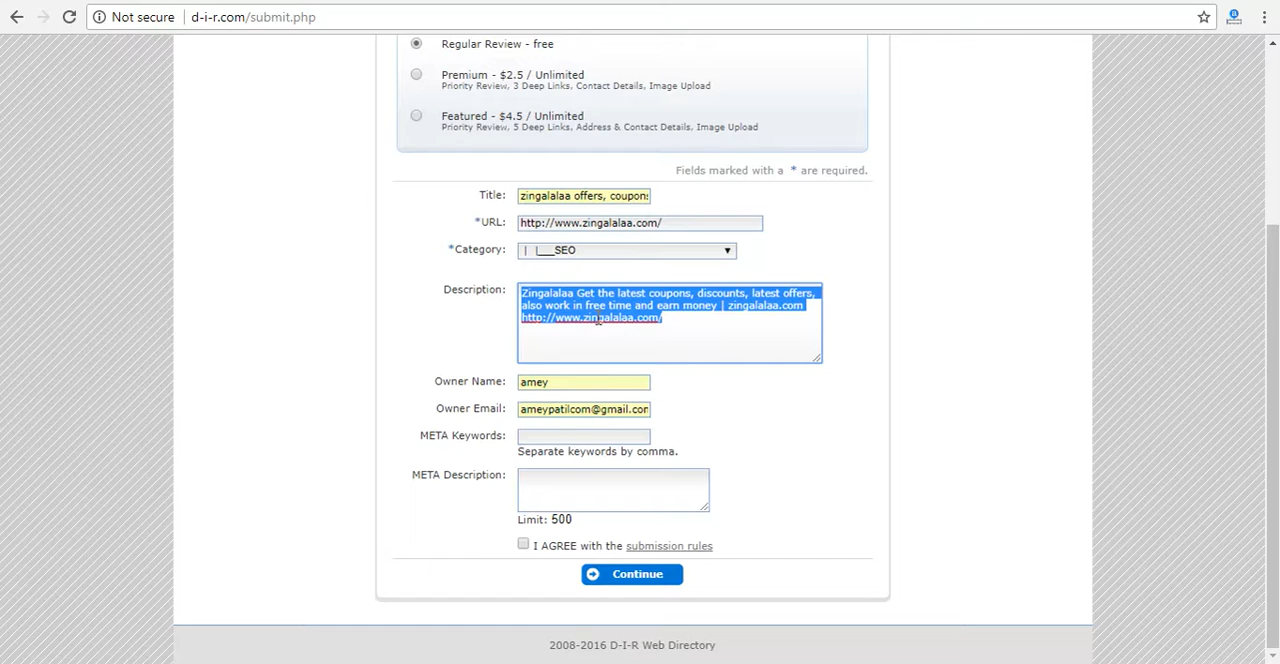 Not secure | d-i-r.com/submit.php
Regular Review - free
Premium - $2.5 / Unlimited
Priority Review, 3 Deep Links, Contact Details, Image Upload
Featured - $4.5 / Unlimited
Priority Review, 5 Deep Links, Address & Contact Details, Image Upload
Fields marked with a * are required.
Title: zingalalaa offers, coupons
*URL: http://www.zingalalaa.com/
*Category: | |___SEO
Description: Zingalalaa Get the latest coupons, discounts, latest offers,
also work in free time and earn money | zingalalaa.com
http://www.zingalalaa.com/
Owner Name: amey
Owner Email: ameypatilcom@gmail.com
META Keywords:
Separate keywords by comma.
META Description:
Limit: 500
I AGREE with the submission rules
Continue
2008-2016 D-I-R Web Directory